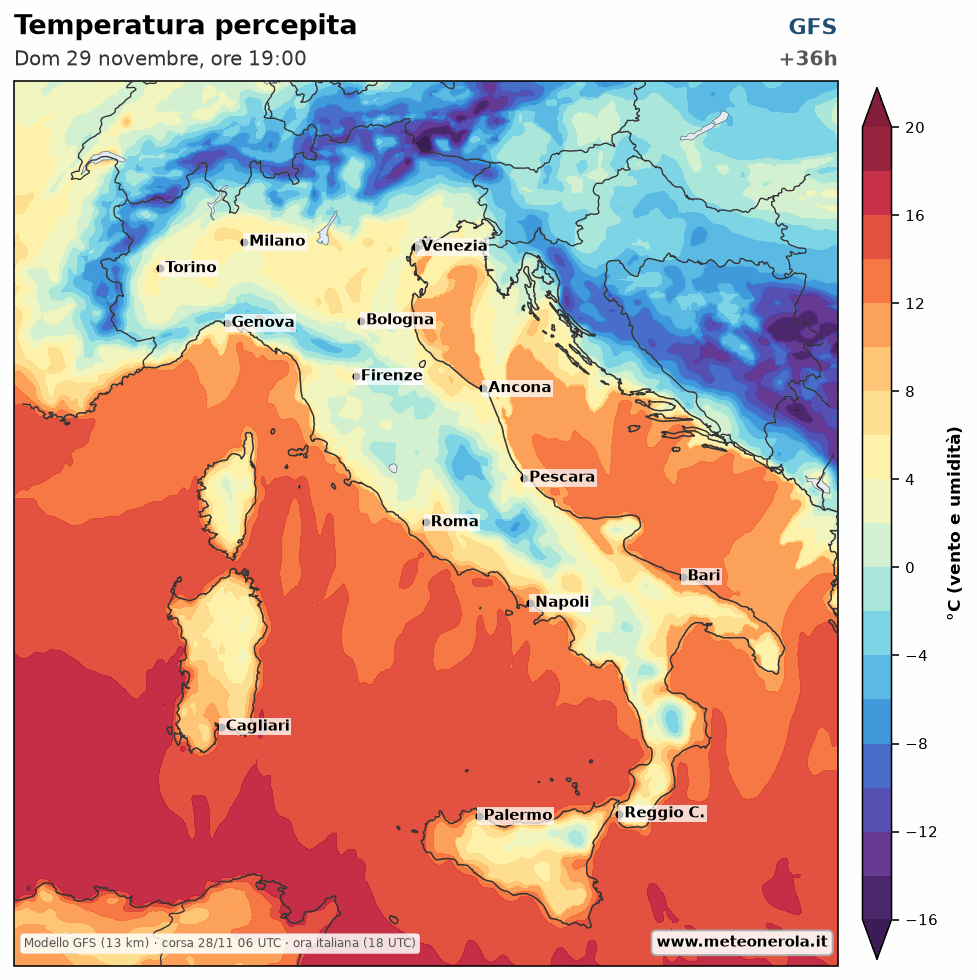 Temperatura percepita
GFS
Dom 29 novembre, ore 19:00
+36h
Milano
Venezia
Torino
Genova
Bologna
Firenze
Ancona
Pescara
Roma
Bari
Napoli
Cagliari
Palermo
Reggio C.
20
16
12
8
4
0
−4
−8
−12
−16
°C (vento e umidità)
Modello GFS (13 km) · corsa 28/11 06 UTC · ora italiana (18 UTC)
www.meteonerola.it